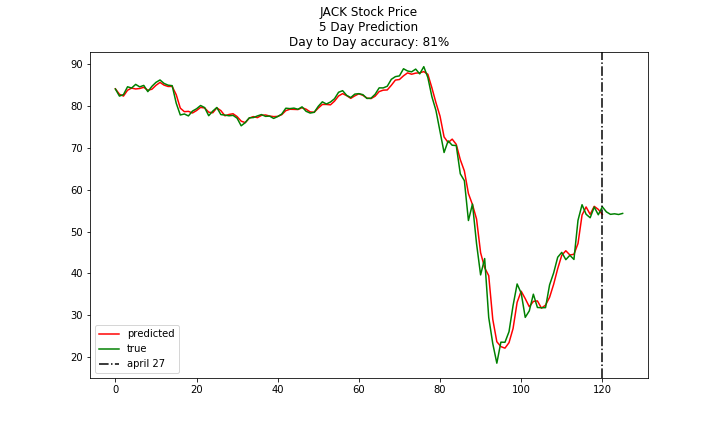 JACK Stock Price
5 Day Prediction
Day to Day accuracy: 81%
90
80
70
60
50
40
30
20
predicted
true
april 27
0 20 40 60 80 100 120